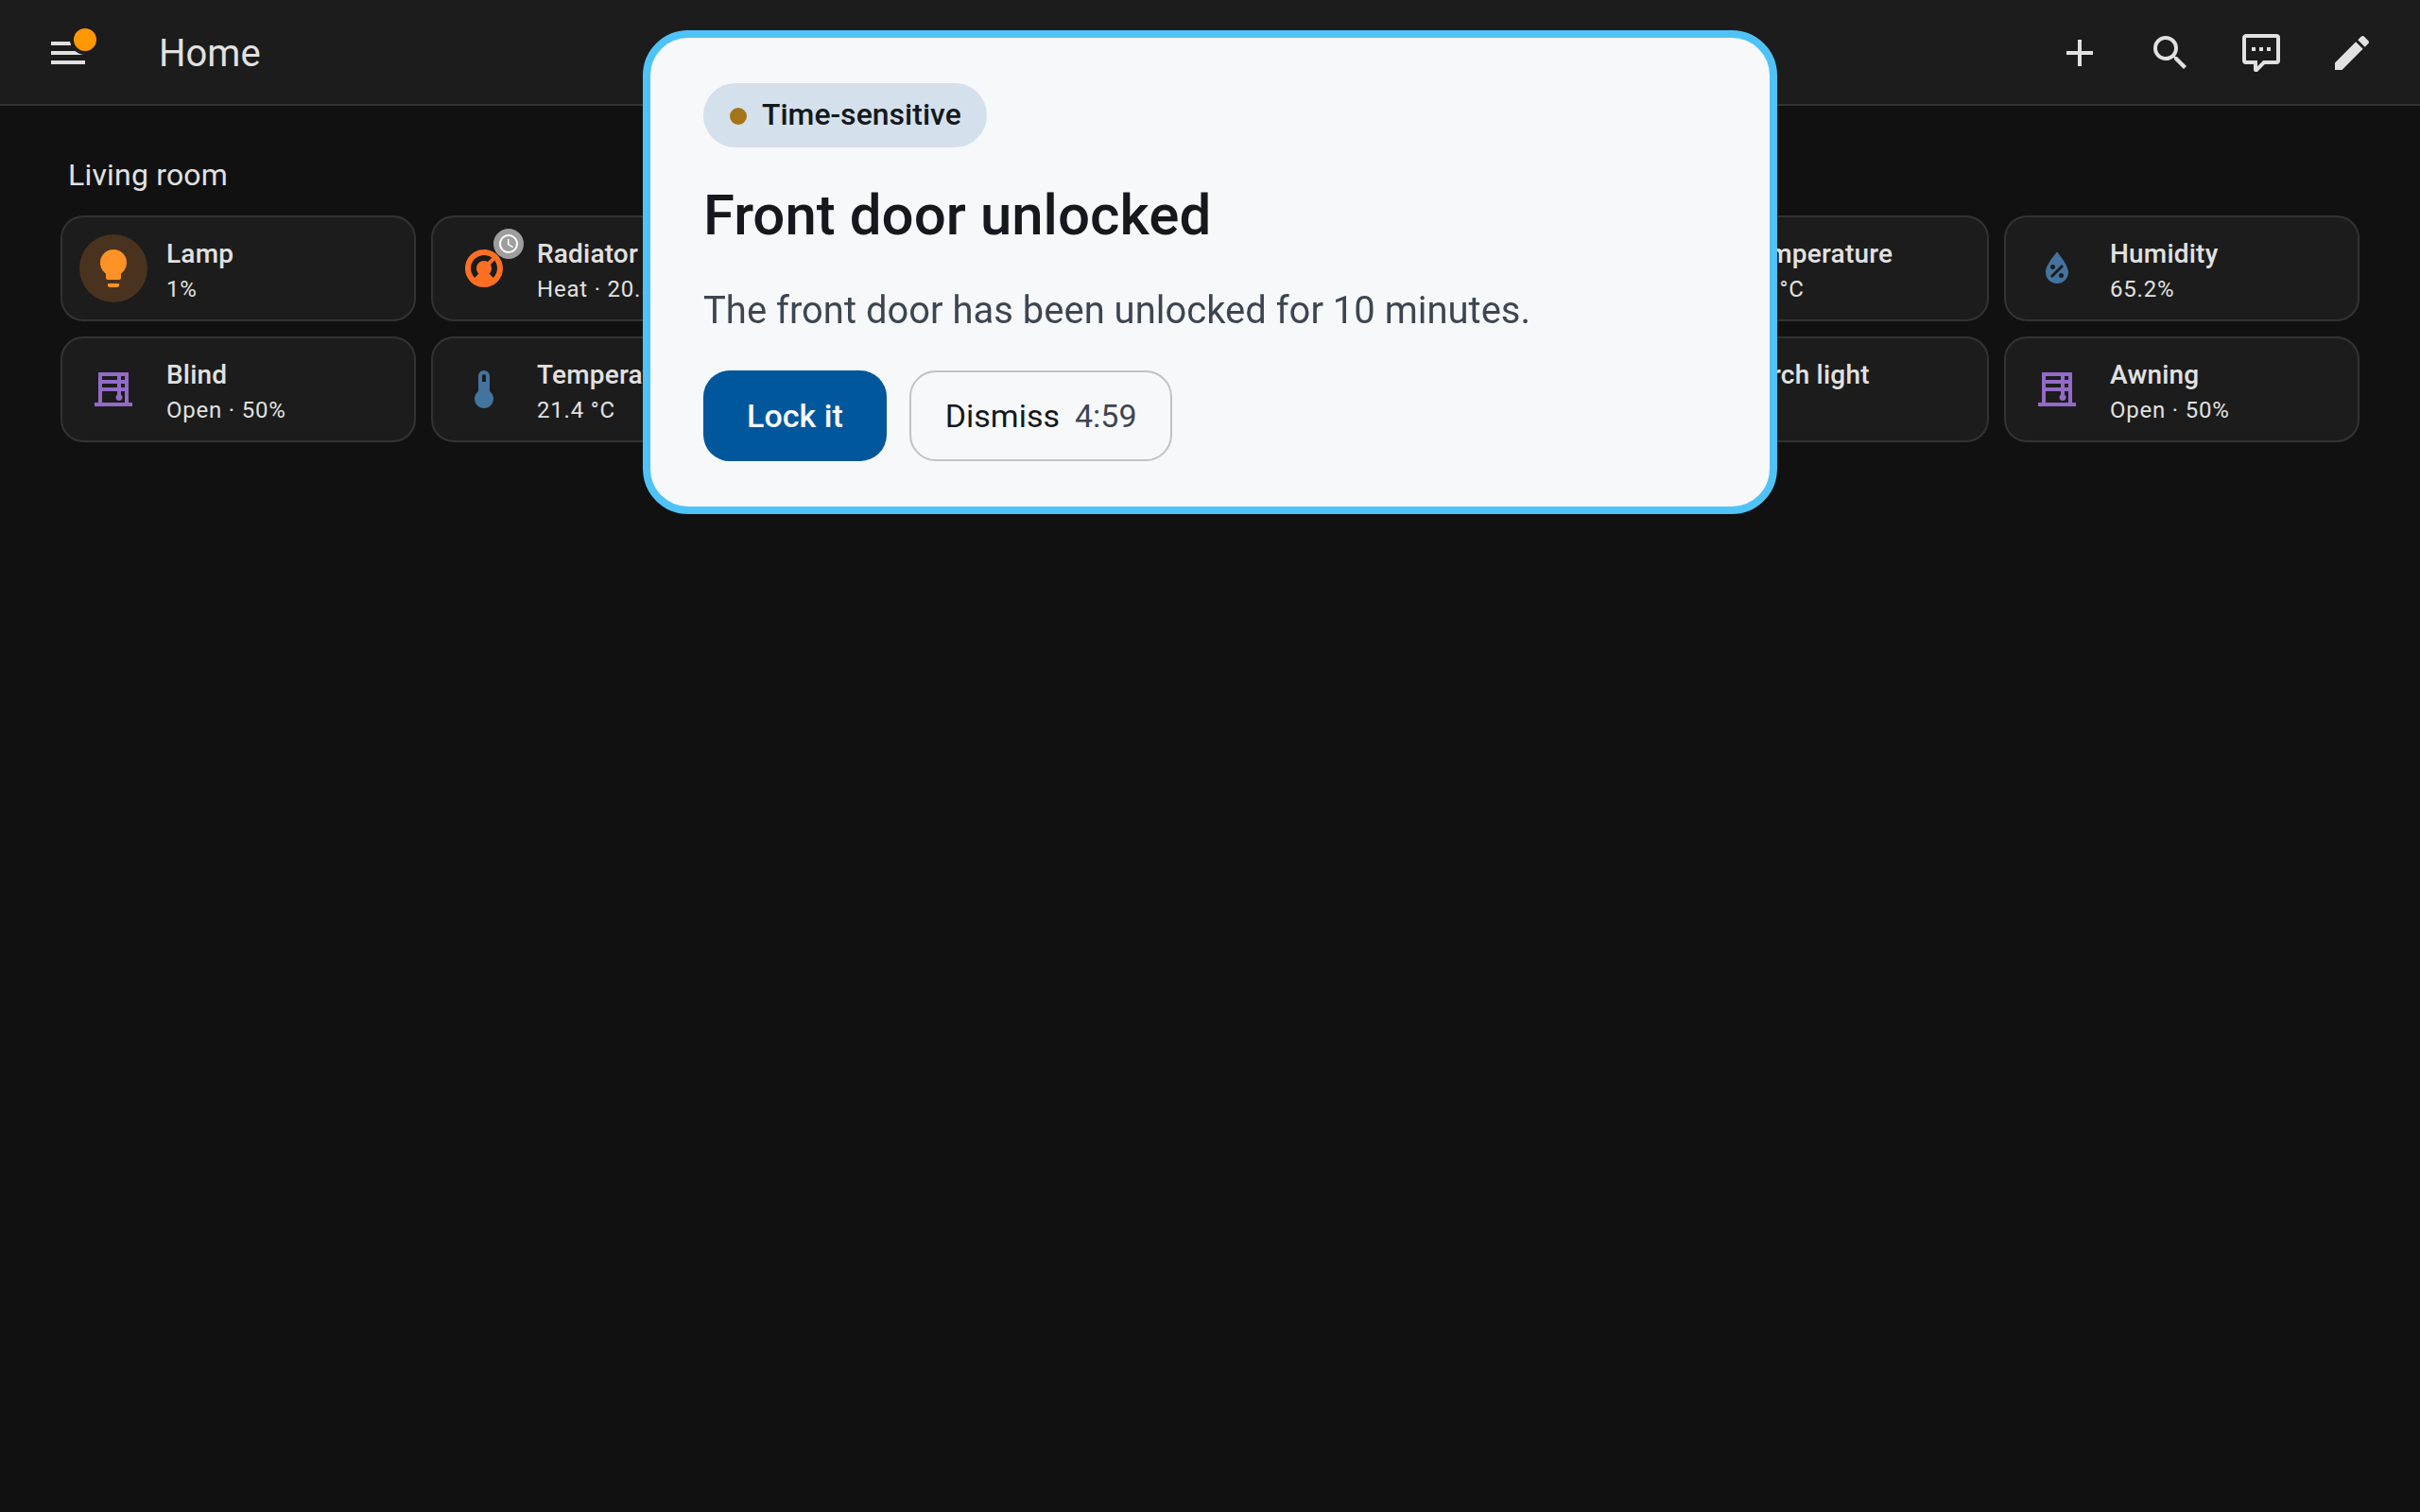 Home
Time-sensitive
Front door unlocked
The front door has been unlocked for 10 minutes.
Lock it
Dismiss 4:59
Living room
Lamp
1%
Radiator
Heat · 20.
mperature
°C
Humidity
65.2%
Blind
Open · 50%
Tempera
21.4 °C
rch light
Awning
Open · 50%